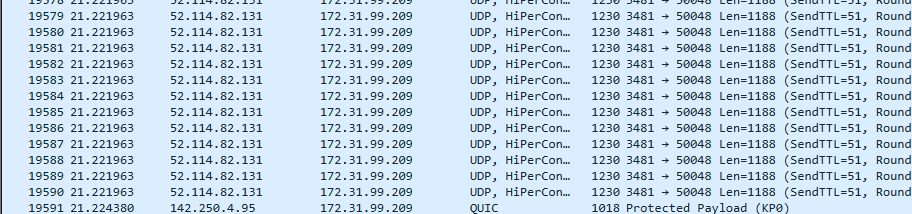 19578 21.221963 52.114.82.131 172.31.99.209 UDP, HiPerCon… 1230 3481 → 50048 Len=1188 (SendTTL=51, Round
19579 21.221963 52.114.82.131 172.31.99.209 UDP, HiPerCon… 1230 3481 → 50048 Len=1188 (SendTTL=51, Round
19580 21.221963 52.114.82.131 172.31.99.209 UDP, HiPerCon… 1230 3481 → 50048 Len=1188 (SendTTL=51, Round
19581 21.221963 52.114.82.131 172.31.99.209 UDP, HiPerCon… 1230 3481 → 50048 Len=1188 (SendTTL=51, Round
19582 21.221963 52.114.82.131 172.31.99.209 UDP, HiPerCon… 1230 3481 → 50048 Len=1188 (SendTTL=51, Round
19583 21.221963 52.114.82.131 172.31.99.209 UDP, HiPerCon… 1230 3481 → 50048 Len=1188 (SendTTL=51, Round
19584 21.221963 52.114.82.131 172.31.99.209 UDP, HiPerCon… 1230 3481 → 50048 Len=1188 (SendTTL=51, Round
19585 21.221963 52.114.82.131 172.31.99.209 UDP, HiPerCon… 1230 3481 → 50048 Len=1188 (SendTTL=51, Round
19586 21.221963 52.114.82.131 172.31.99.209 UDP, HiPerCon… 1230 3481 → 50048 Len=1188 (SendTTL=51, Round
19587 21.221963 52.114.82.131 172.31.99.209 UDP, HiPerCon… 1230 3481 → 50048 Len=1188 (SendTTL=51, Round
19588 21.221963 52.114.82.131 172.31.99.209 UDP, HiPerCon… 1230 3481 → 50048 Len=1188 (SendTTL=51, Round
19589 21.221963 52.114.82.131 172.31.99.209 UDP, HiPerCon… 1230 3481 → 50048 Len=1188 (SendTTL=51, Round
19590 21.221963 52.114.82.131 172.31.99.209 UDP, HiPerCon… 1230 3481 → 50048 Len=1188 (SendTTL=51, Round
19591 21.224380 142.250.4.95 172.31.99.209 QUIC 1018 Protected Payload (KP0)